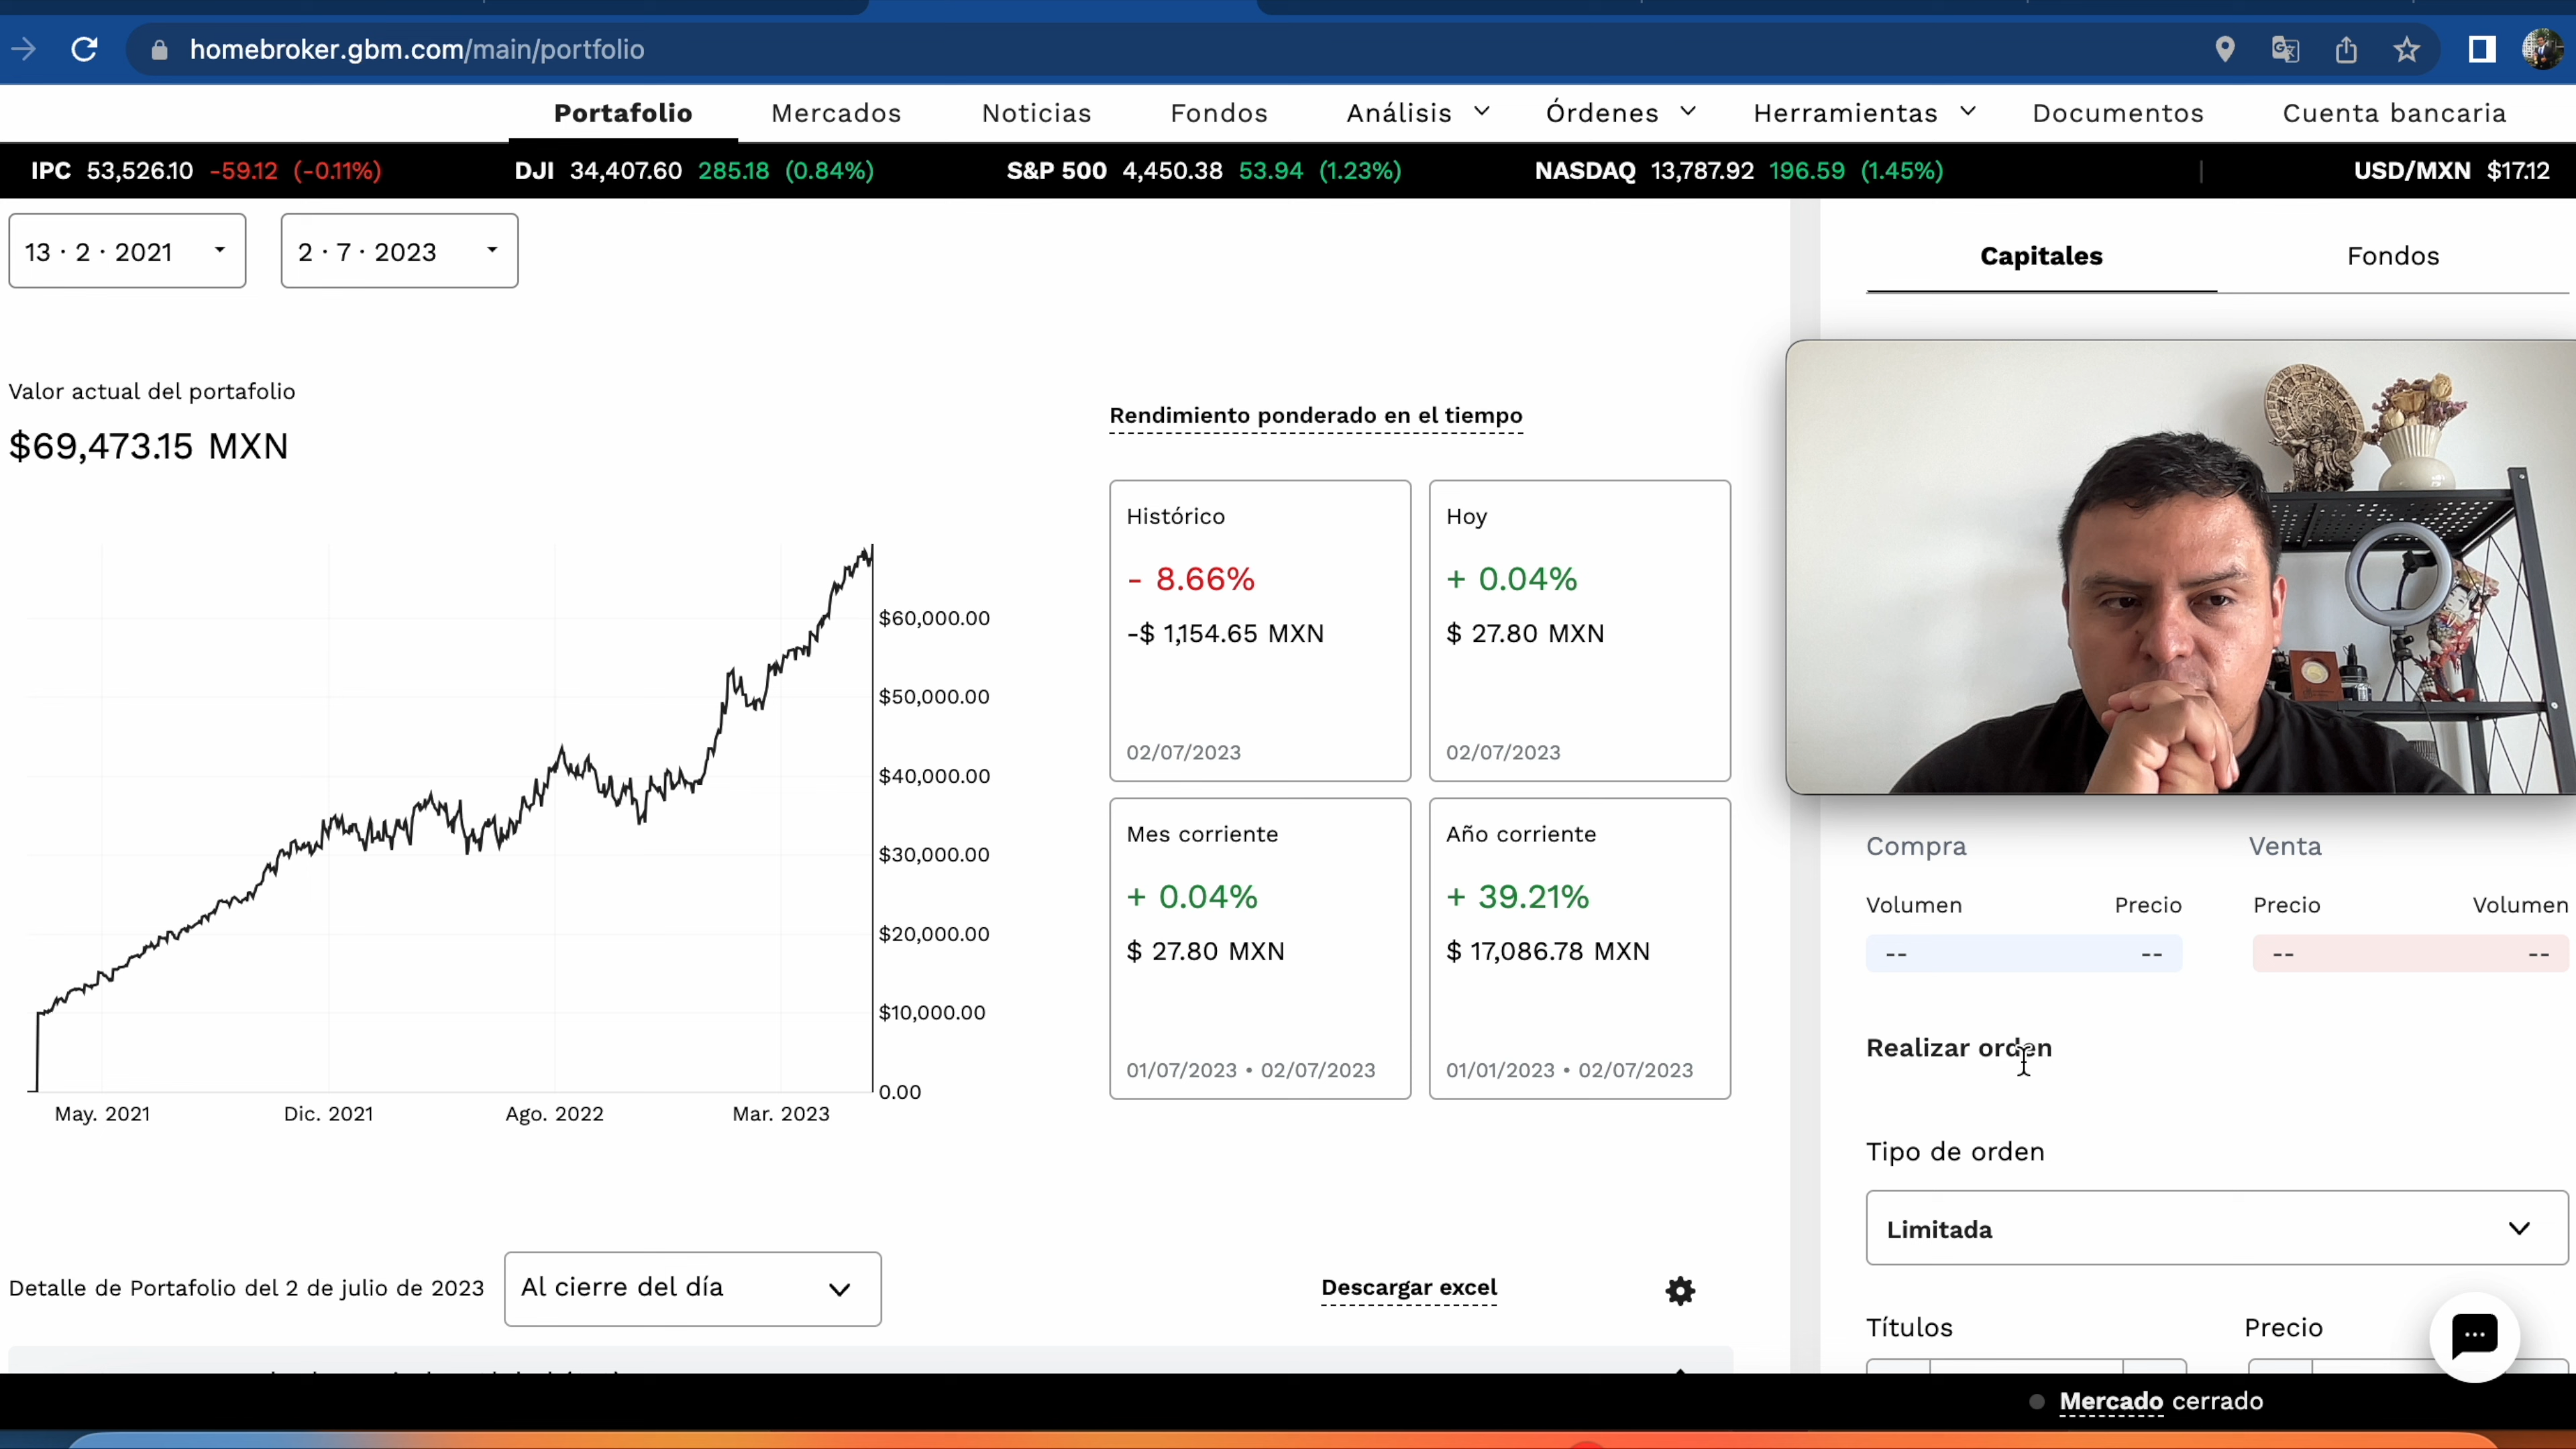 homebroker.gbm.com/main/portfolio
Portafolio Mercados Noticias Fondos Análisis Órdenes Herramientas Documentos Cuenta bancaria
IPC 53,526.10 -59.12 (-0.11%) DJI 34,407.60 285.18 (0.84%) S&P 500 4,450.38 53.94 (1.23%) NASDAQ 13,787.92 196.59 (1.45%) | USD/MXN $17.12
13 · 2 · 2021 2 · 7 · 2023
Capitales Fondos
Valor actual del portafolio
$69,473.15 MXN
Rendimiento ponderado en el tiempo
Histórico
- 8.66%
-$ 1,154.65 MXN
02/07/2023
Hoy
+ 0.04%
$ 27.80 MXN
02/07/2023
Mes corriente
+ 0.04%
$ 27.80 MXN
01/07/2023 • 02/07/2023
Año corriente
+ 39.21%
$ 17,086.78 MXN
01/01/2023 • 02/07/2023
$60,000.00
$50,000.00
$40,000.00
$30,000.00
$20,000.00
$10,000.00
0.00
May. 2021 Dic. 2021 Ago. 2022 Mar. 2023
Compra Venta
Volumen Precio Precio Volumen
-- -- -- --
Realizar orden
Tipo de orden
Limitada
Títulos Precio
Detalle de Portafolio del 2 de julio de 2023 Al cierre del día Descargar excel
Mercado cerrado